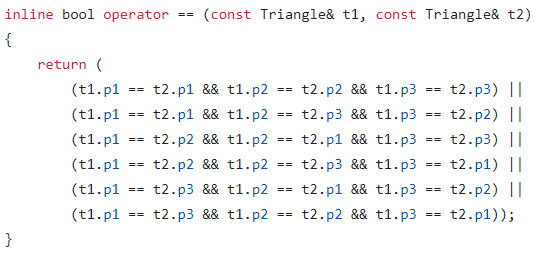 inline bool operator == (const Triangle& t1, const Triangle& t2)
{
    return (
        (t1.p1 == t2.p1 && t1.p2 == t2.p2 && t1.p3 == t2.p3) ||
        (t1.p1 == t2.p1 && t1.p2 == t2.p3 && t1.p3 == t2.p2) ||
        (t1.p1 == t2.p2 && t1.p2 == t2.p1 && t1.p3 == t2.p3) ||
        (t1.p1 == t2.p2 && t1.p2 == t2.p3 && t1.p3 == t2.p1) ||
        (t1.p1 == t2.p3 && t1.p2 == t2.p1 && t1.p3 == t2.p2) ||
        (t1.p1 == t2.p3 && t1.p2 == t2.p2 && t1.p3 == t2.p1));
}